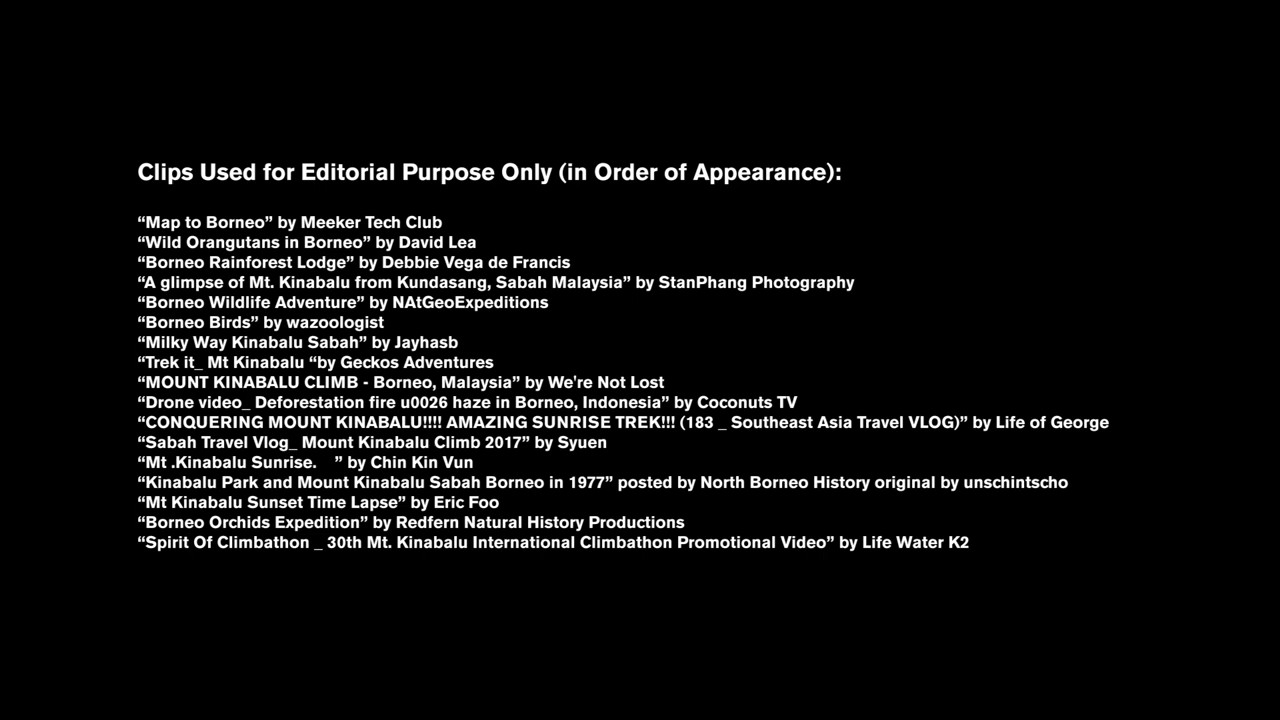 Clips Used for Editorial Purpose Only (in Order of Appearance):
“Map to Borneo” by Meeker Tech Club
“Wild Orangutans in Borneo” by David Lea
“Borneo Rainforest Lodge” by Debbie Vega de Francis
“A glimpse of Mt. Kinabalu from Kundasang, Sabah Malaysia” by StanPhang Photography
“Borneo Wildlife Adventure” by NAtGeoExpeditions
“Borneo Birds” by wazoologist
“Milky Way Kinabalu Sabah” by Jayhasb
“Trek it_ Mt Kinabalu “by Geckos Adventures
“MOUNT KINABALU CLIMB - Borneo, Malaysia” by We're Not Lost
“Drone video_ Deforestation fire u0026 haze in Borneo, Indonesia” by Coconuts TV
“CONQUERING MOUNT KINABALU!!!! AMAZING SUNRISE TREK!!! (183 _ Southeast Asia Travel VLOG)” by Life of George
“Sabah Travel Vlog_ Mount Kinabalu Climb 2017” by Syuen
“Mt .Kinabalu Sunrise.    ” by Chin Kin Vun
“Kinabalu Park and Mount Kinabalu Sabah Borneo in 1977” posted by North Borneo History original by unschintscho
“Mt Kinabalu Sunset Time Lapse” by Eric Foo
“Borneo Orchids Expedition” by Redfern Natural History Productions
“Spirit Of Climbathon _ 30th Mt. Kinabalu International Climbathon Promotional Video” by Life Water K2